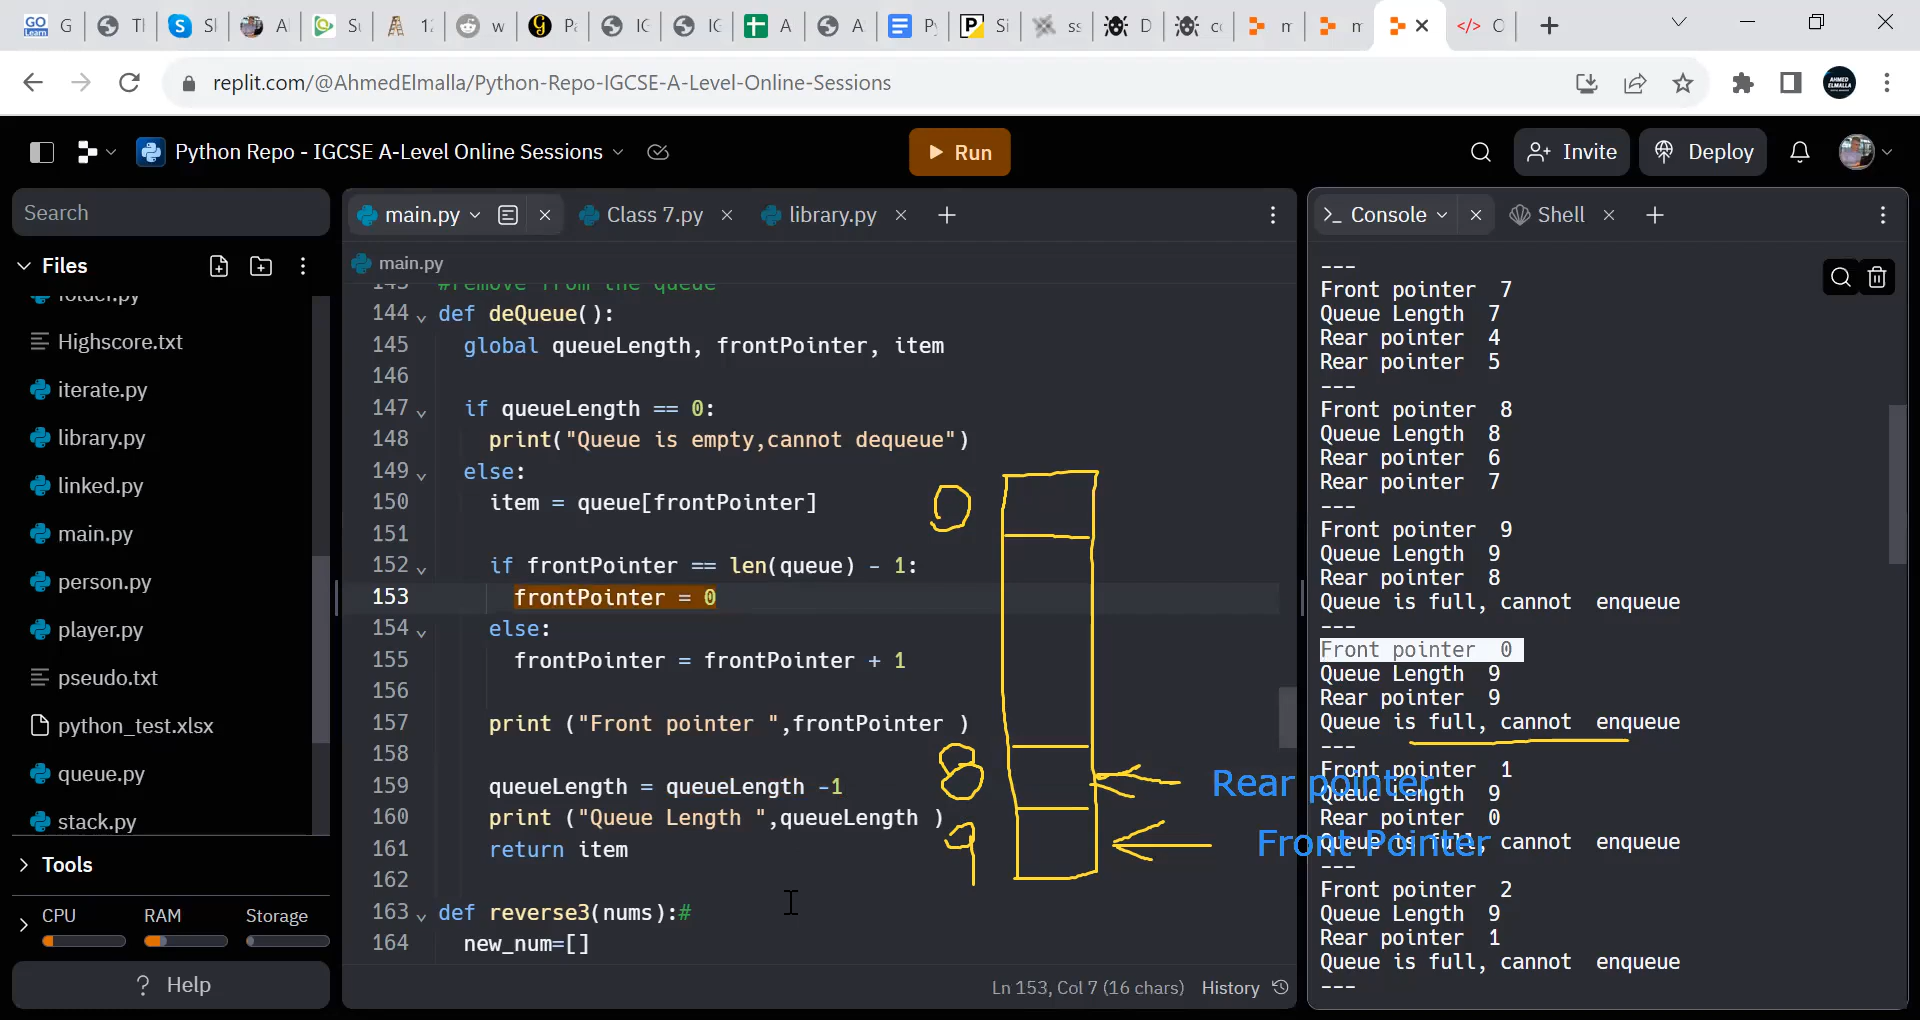 replit.com/@AhmedElmalla/Python-Repo-IGCSE-A-Level-Online-Sessions
Python Repo - IGCSE A-Level Online Sessions
Run
Invite
Deploy
Search
Files
folder.py
Highscore.txt
iterate.py
library.py
linked.py
main.py
person.py
player.py
pseudo.txt
python_test.xlsx
queue.py
stack.py
Tools
CPU
RAM
Storage
? Help
main.py
Class 7.py
library.py
main.py
143 #remove from the queue
144 def deQueue():
145 global queueLength, frontPointer, item
146
147 if queueLength == 0:
148 print("Queue is empty,cannot dequeue")
149 else:
150 item = queue[frontPointer]
151
152 if frontPointer == len(queue) - 1:
153 frontPointer = 0
154 else:
155 frontPointer = frontPointer + 1
156
157 print ("Front pointer ",frontPointer )
158
159 queueLength = queueLength -1
160 print ("Queue Length ",queueLength )
161 return item
162
163 def reverse3(nums):#
164 new_num=[]
0
8
9
Rear pointer
Front Pointer
Ln 153, Col 7 (16 chars)
History
Console
Shell
---
Front pointer 7
Queue Length 7
Rear pointer 4
Rear pointer 5
---
Front pointer 8
Queue Length 8
Rear pointer 6
Rear pointer 7
---
Front pointer 9
Queue Length 9
Rear pointer 8
Queue is full, cannot enqueue
---
Front pointer 0
Queue Length 9
Rear pointer 9
Queue is full, cannot enqueue
---
Front pointer 1
Queue Length 9
Rear pointer 0
Queue is full, cannot enqueue
---
Front pointer 2
Queue Length 9
Rear pointer 1
Queue is full, cannot enqueue
---